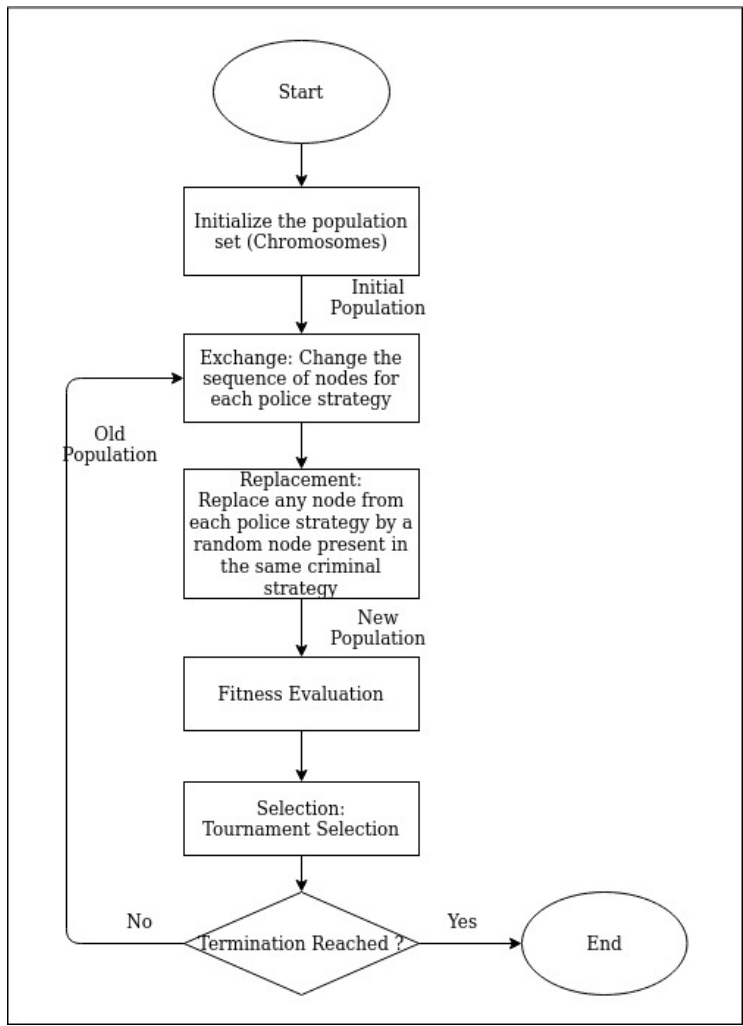 Start
Initialize the population
set (Chromosomes)
Initial
Population
Exchange: Change the
sequence of nodes for
each police strategy
Old
Population
Replacement:
Replace any node from
each police strategy by a
random node present in
the same criminal
strategy
New
Population
Fitness Evaluation
Selection:
Tournament Selection
No
Termination Reached ?
Yes
End